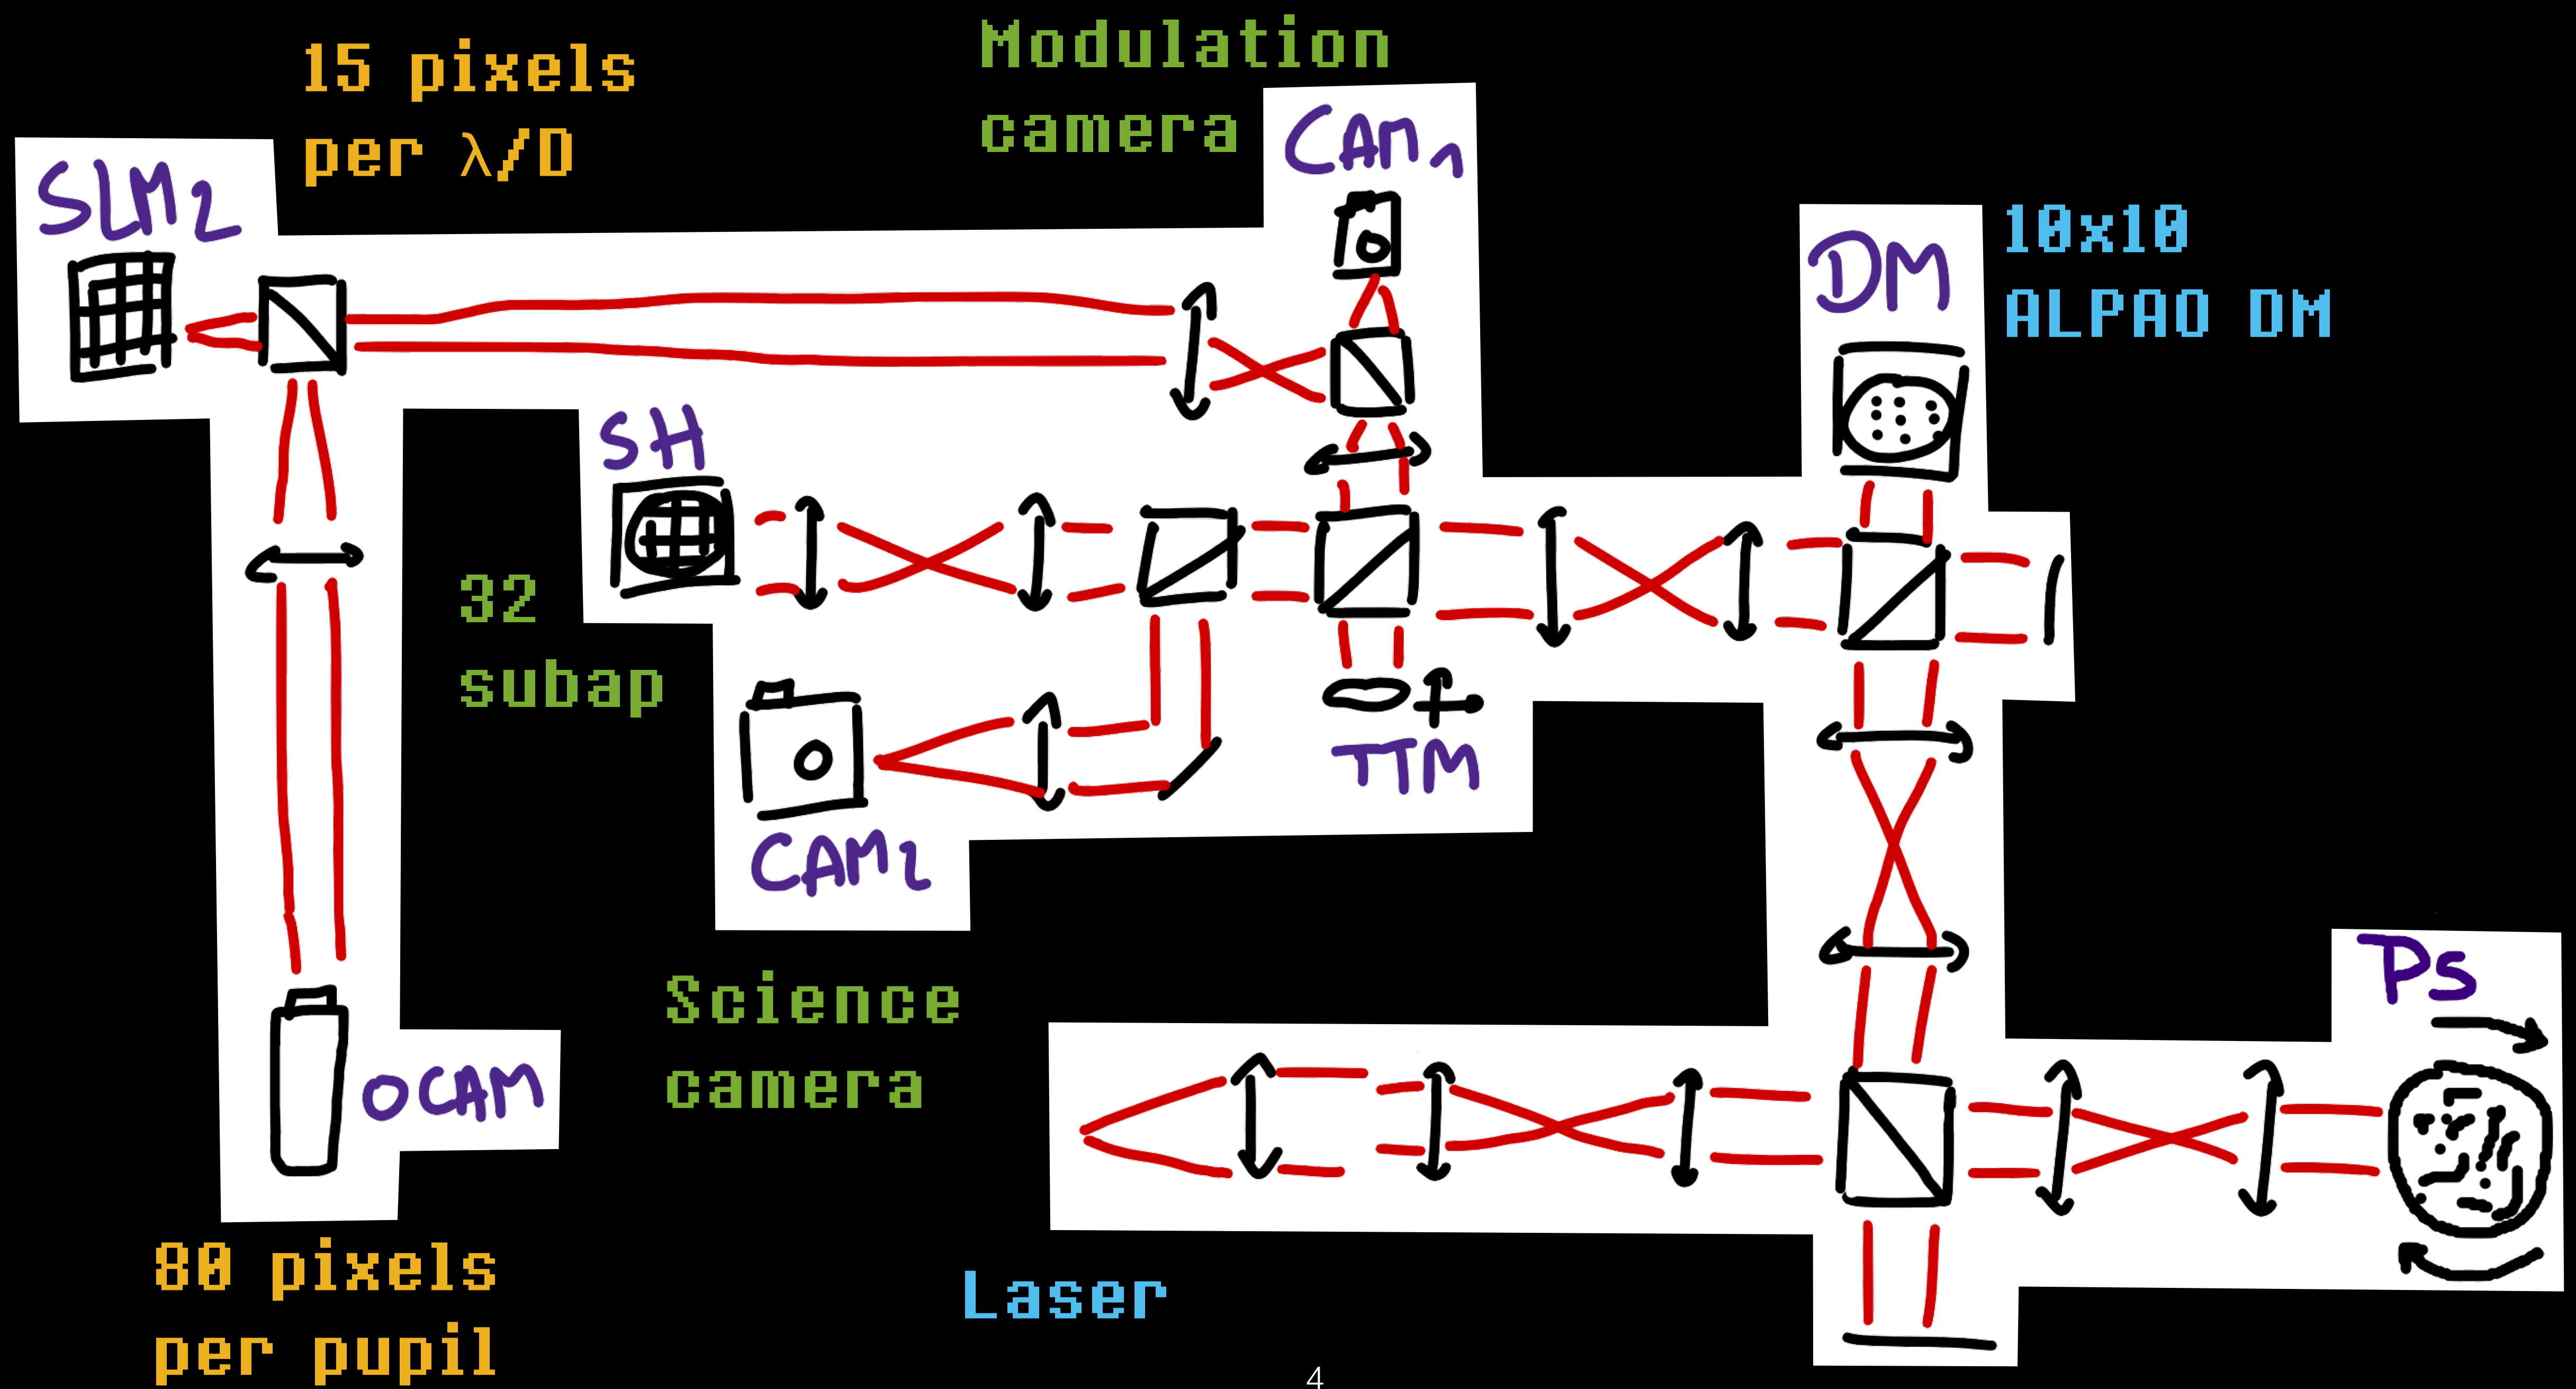 15 pixels
per λ/D
Modulation
camera
CAM1
SLM2
DM
10x10
ALPAO DM
SH
32
subap
TTM
CAM2
Science
camera
PS
OCAM
Laser
80 pixels
per pupil
4